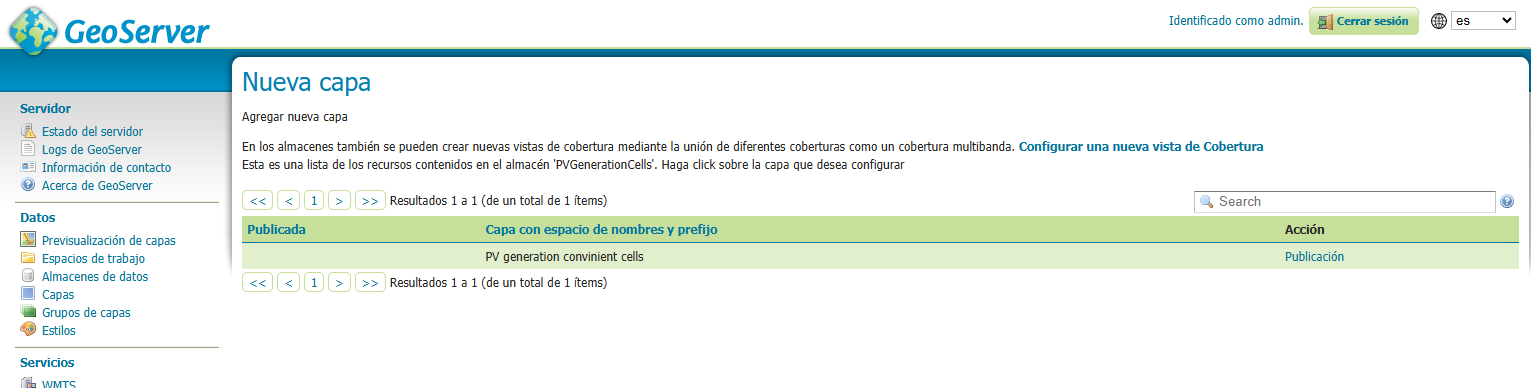 GeoServer
Identificado como admin.
Cerrar sesión
es
Nueva capa
Agregar nueva capa
En los almacenes también se pueden crear nuevas vistas de cobertura mediante la unión de diferentes coberturas como un cobertura multibanda. Configurar una nueva vista de Cobertura
Esta es una lista de los recursos contenidos en el almacén 'PVGenerationCells'. Haga click sobre la capa que desea configurar
<< < 1 > >> Resultados 1 a 1 (de un total de 1 ítems)
Search
Publicada Capa con espacio de nombres y prefijo Acción
PV generation convinient cells Publicación
<< < 1 > >> Resultados 1 a 1 (de un total de 1 ítems)
Servidor
Estado del servidor
Logs de GeoServer
Información de contacto
Acerca de GeoServer
Datos
Previsualización de capas
Espacios de trabajo
Almacenes de datos
Capas
Grupos de capas
Estilos
Servicios
WMTS